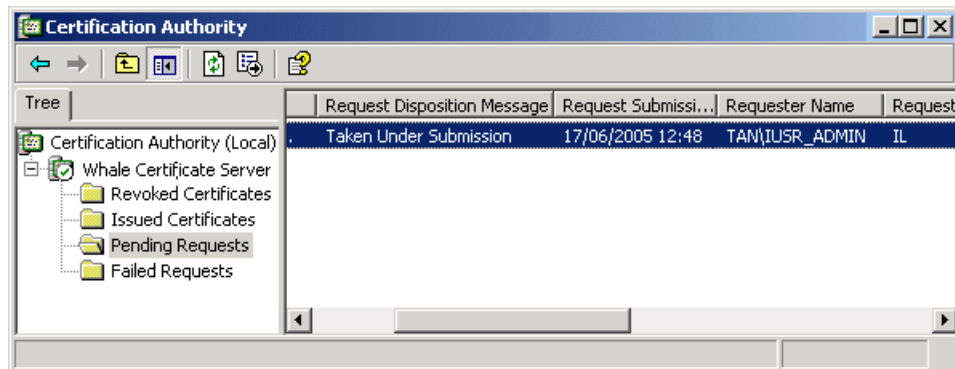 Certification Authority
Tree
Request Disposition Message Request Submissi... Requester Name Request
. Taken Under Submission 17/06/2005 12:48 TAN\IUSR_ADMIN IL
Certification Authority (Local)
Whale Certificate Server
Revoked Certificates
Issued Certificates
Pending Requests
Failed Requests